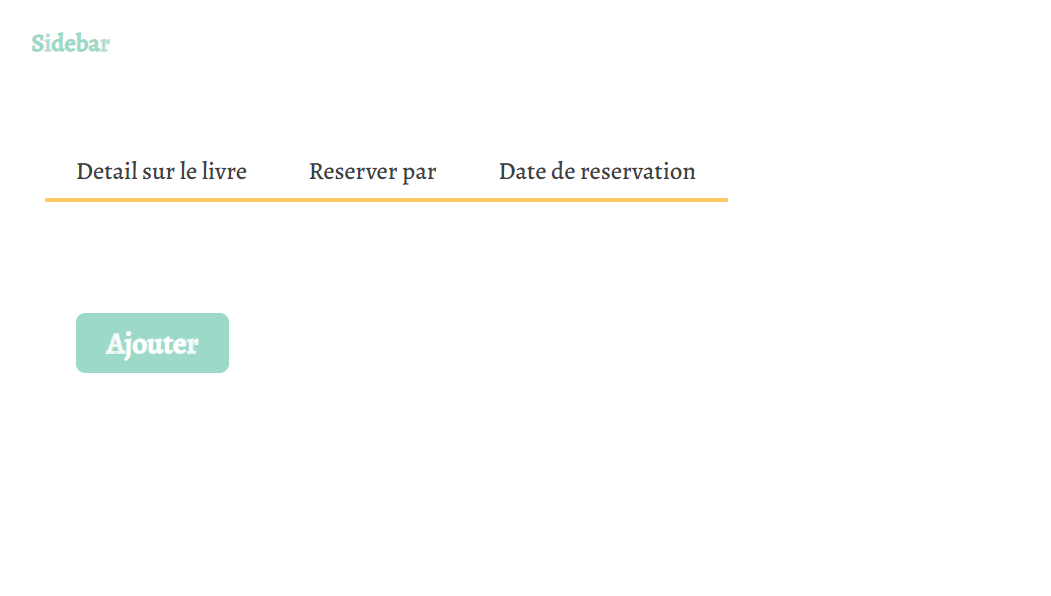 Sidebar
Detail sur le livre Reserver par Date de reservation
Ajouter